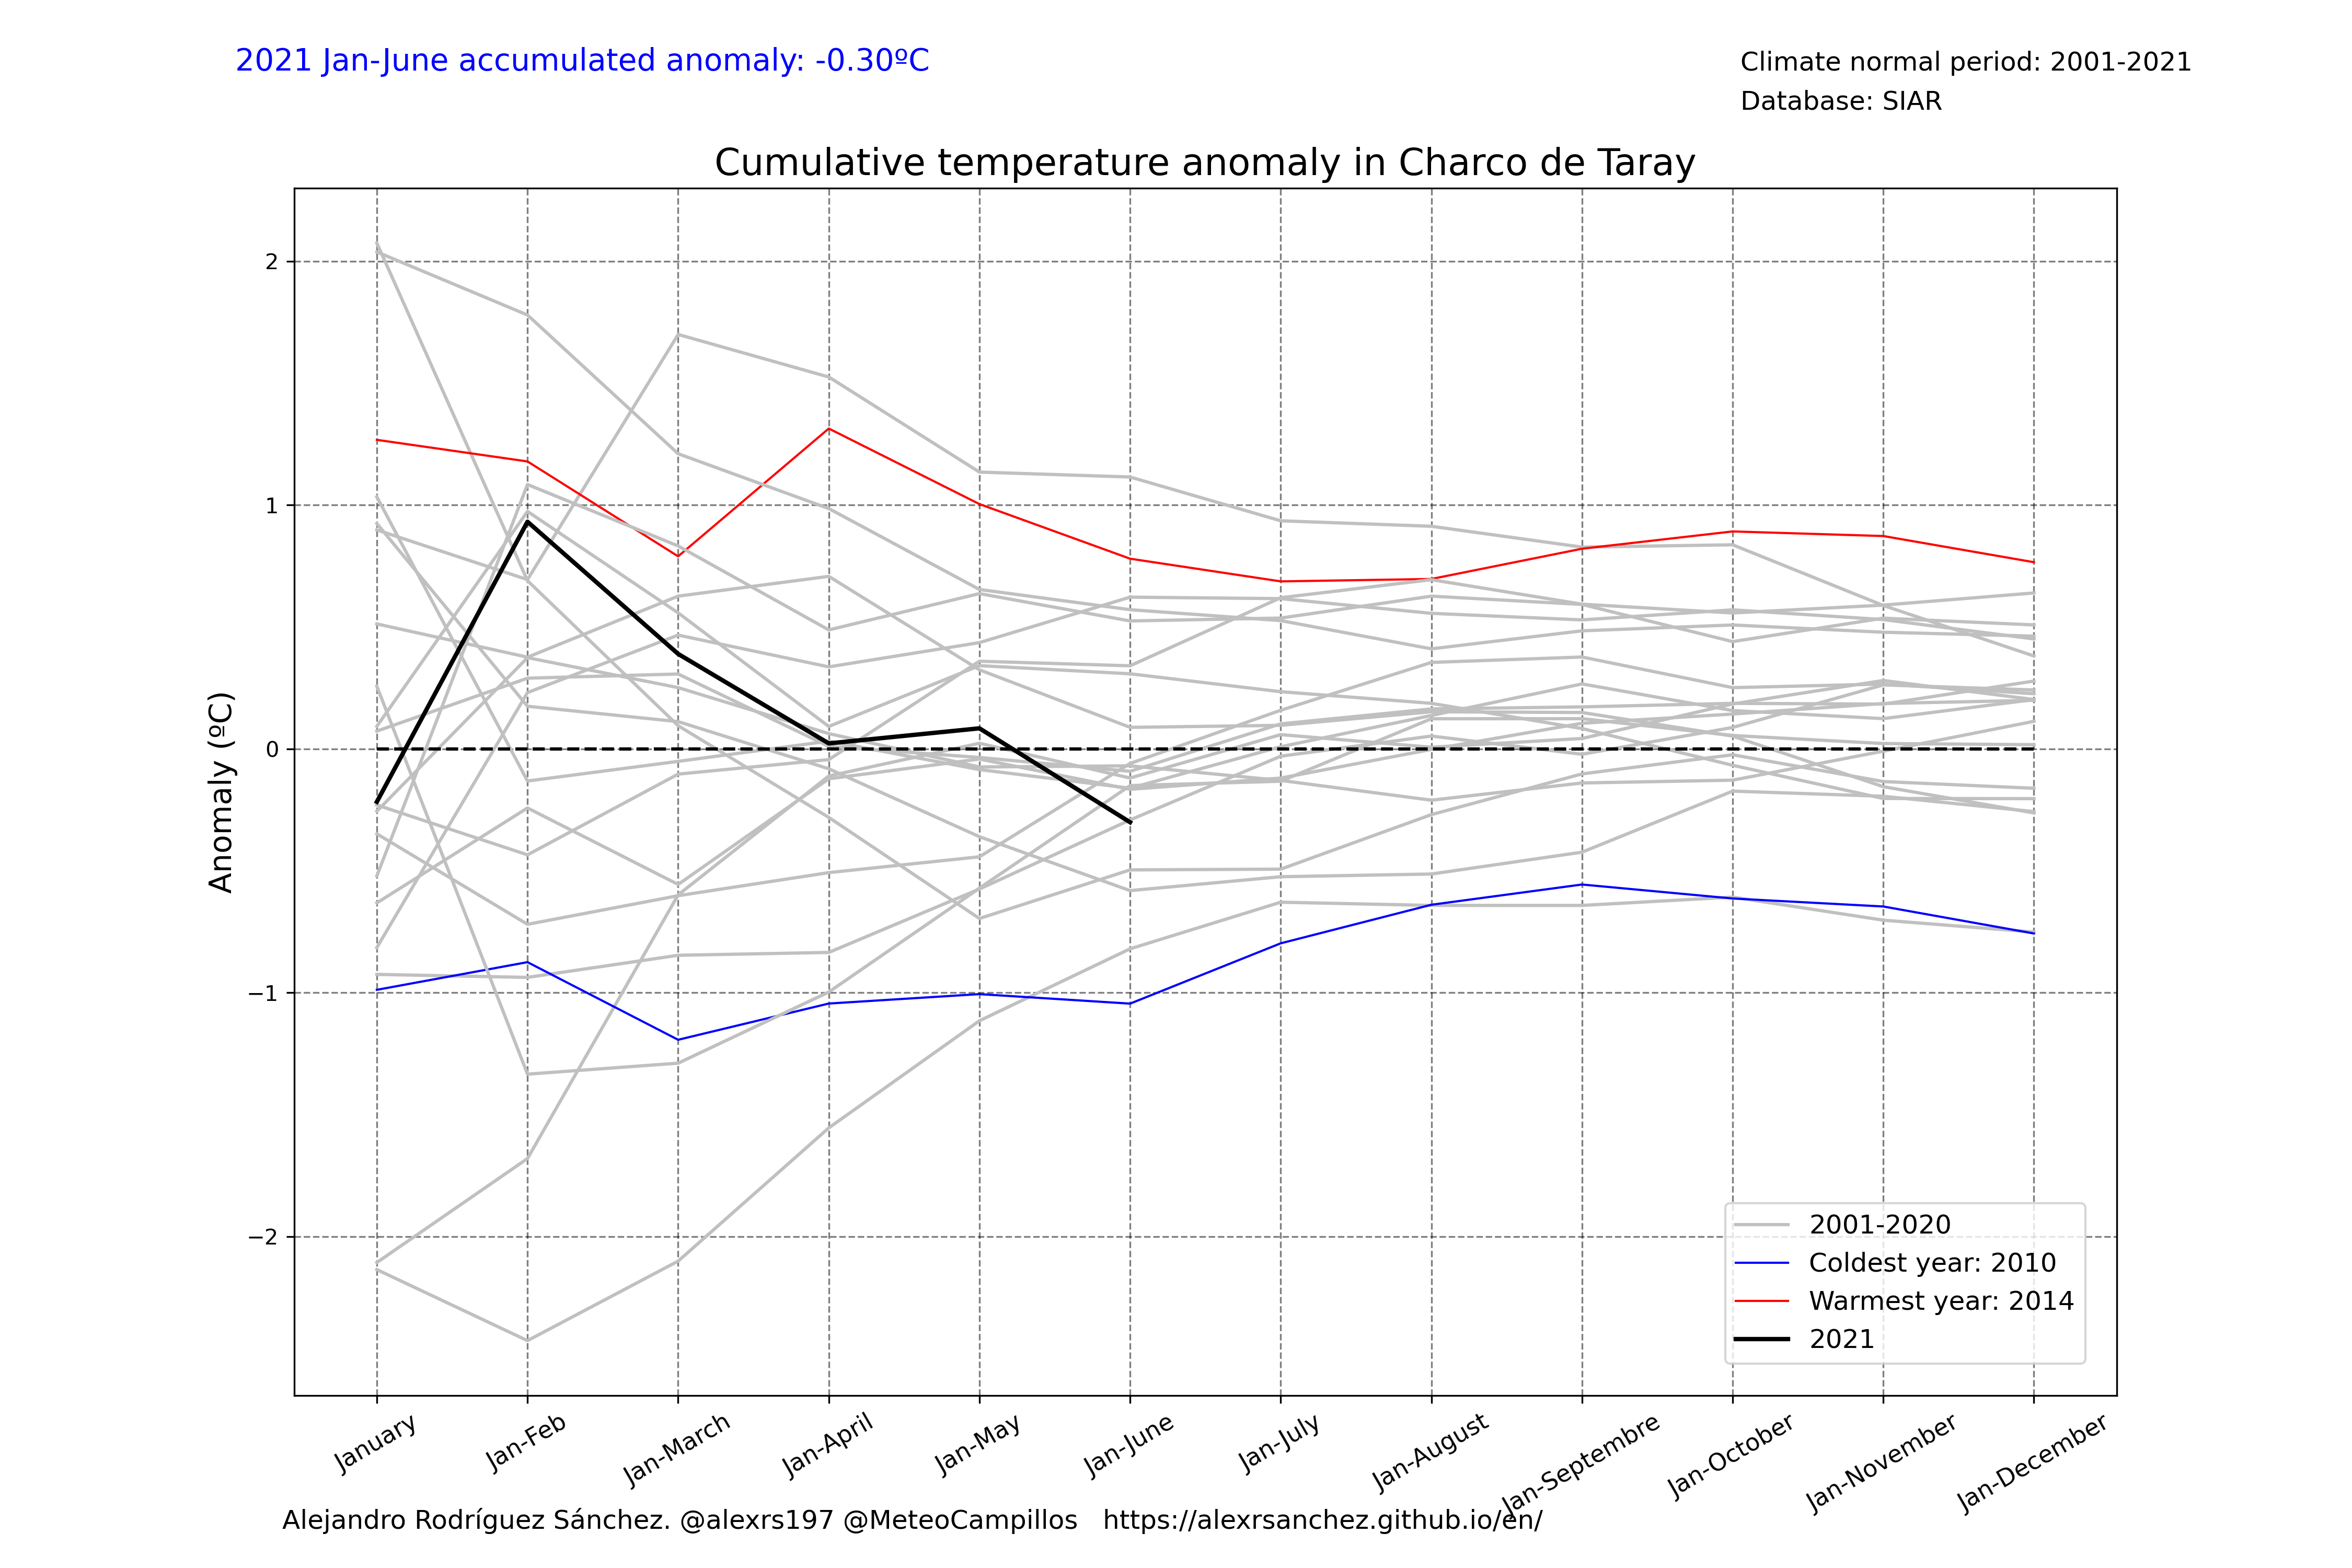 2021 Jan-June accumulated anomaly: -0.30ºC
Climate normal period: 2001-2021
Database: SIAR
Cumulative temperature anomaly in Charco de Taray
Anomaly (ºC)
2
1
0
−1
−2
2001-2020
Coldest year: 2010
Warmest year: 2014
2021
January
Jan-Feb
Jan-March
Jan-April
Jan-May
Jan-June
Jan-July
Jan-August
Jan-Septembre
Jan-October
Jan-November
Jan-December
Alejandro Rodríguez Sánchez. @alexrs197 @MeteoCampillos   https://alexrsanchez.github.io/en/